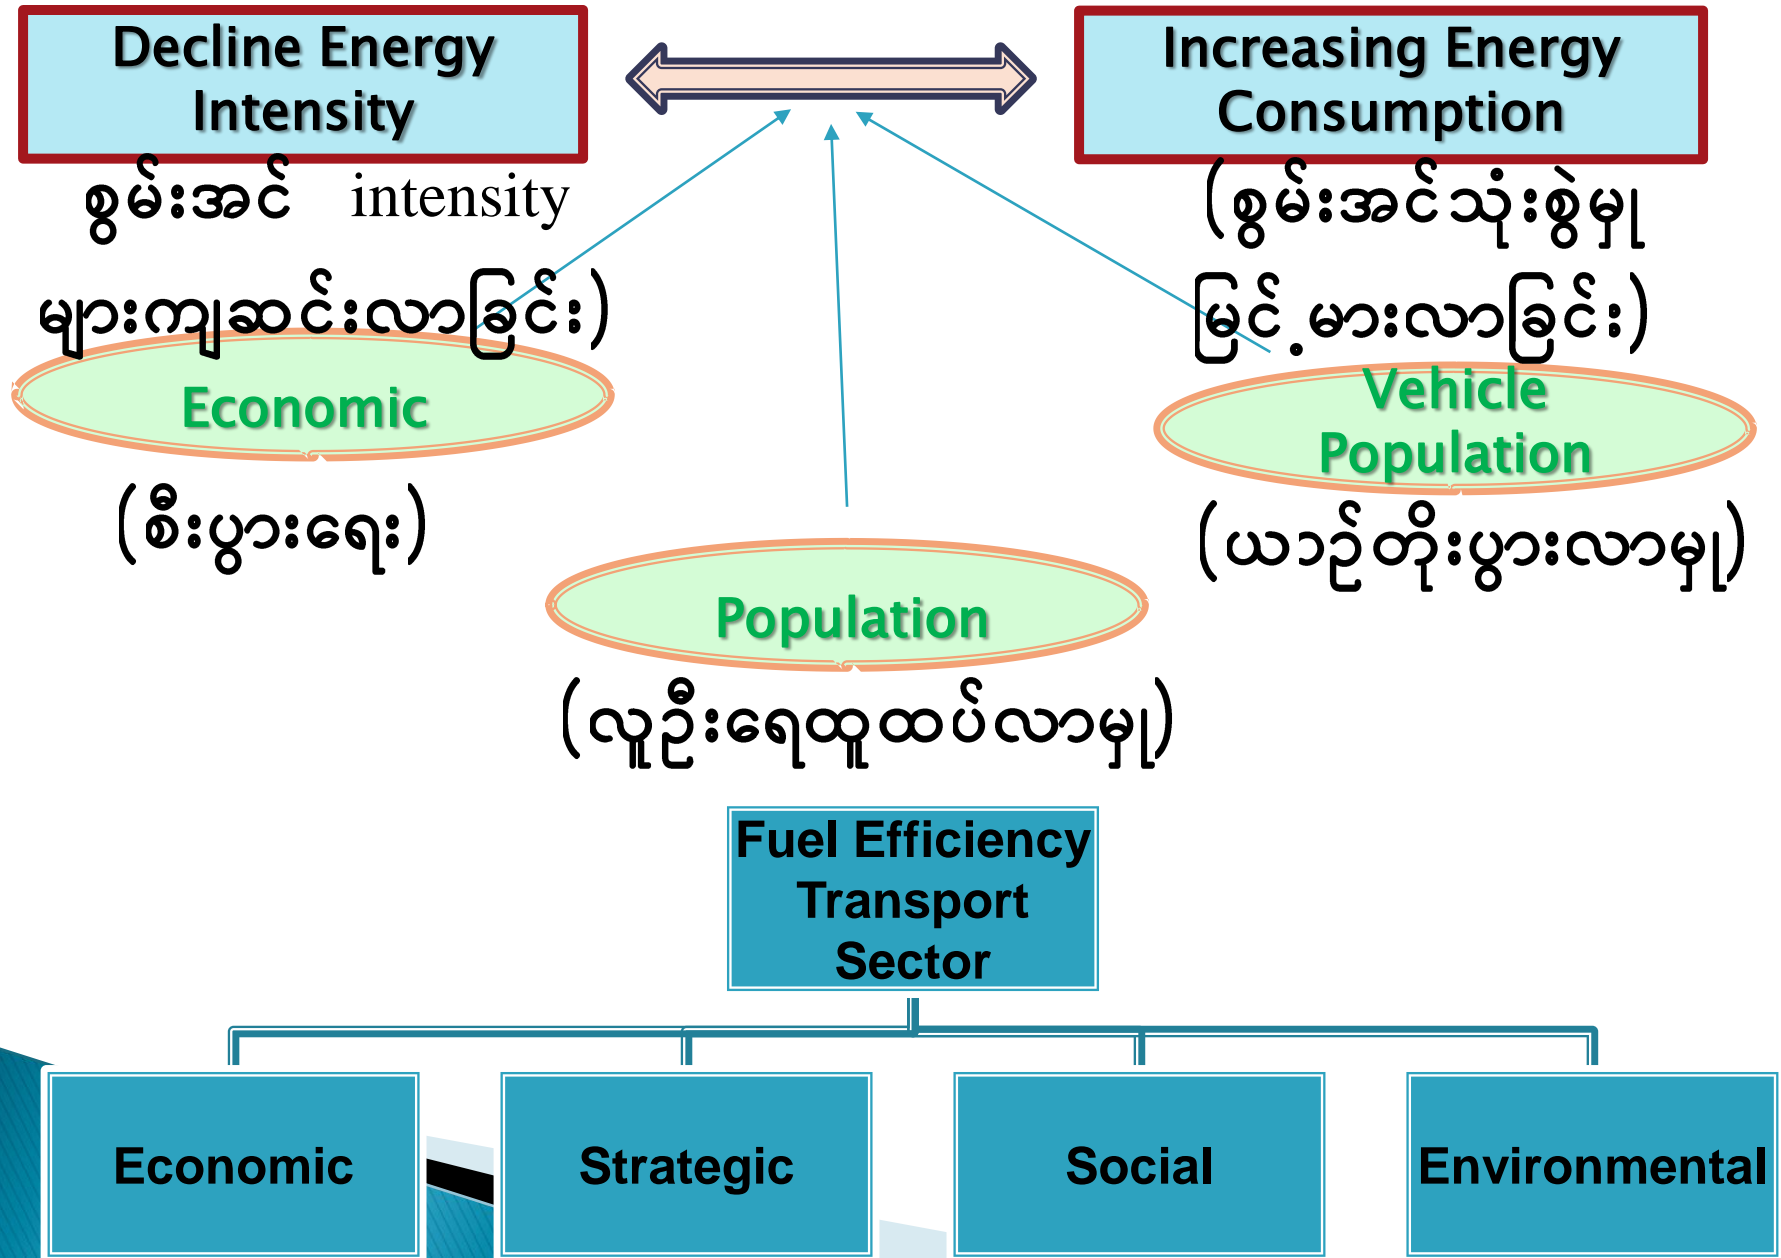 Decline Energy
Intensity
Increasing Energy
Consumption
စွမ်းအင် intensity
များကျဆင်းလာခြင်း)
(စွမ်းအင်သုံးစွဲမှု
မြင့်မားလာခြင်း)
Economic
(စီးပွားရေး)
Vehicle
Population
(ယာဉ်တိုးပွားလာမှု)
Population
(လူဦးရေထူထပ်လာမှု)
Fuel Efficiency
Transport
Sector
Economic
Strategic
Social
Environmental